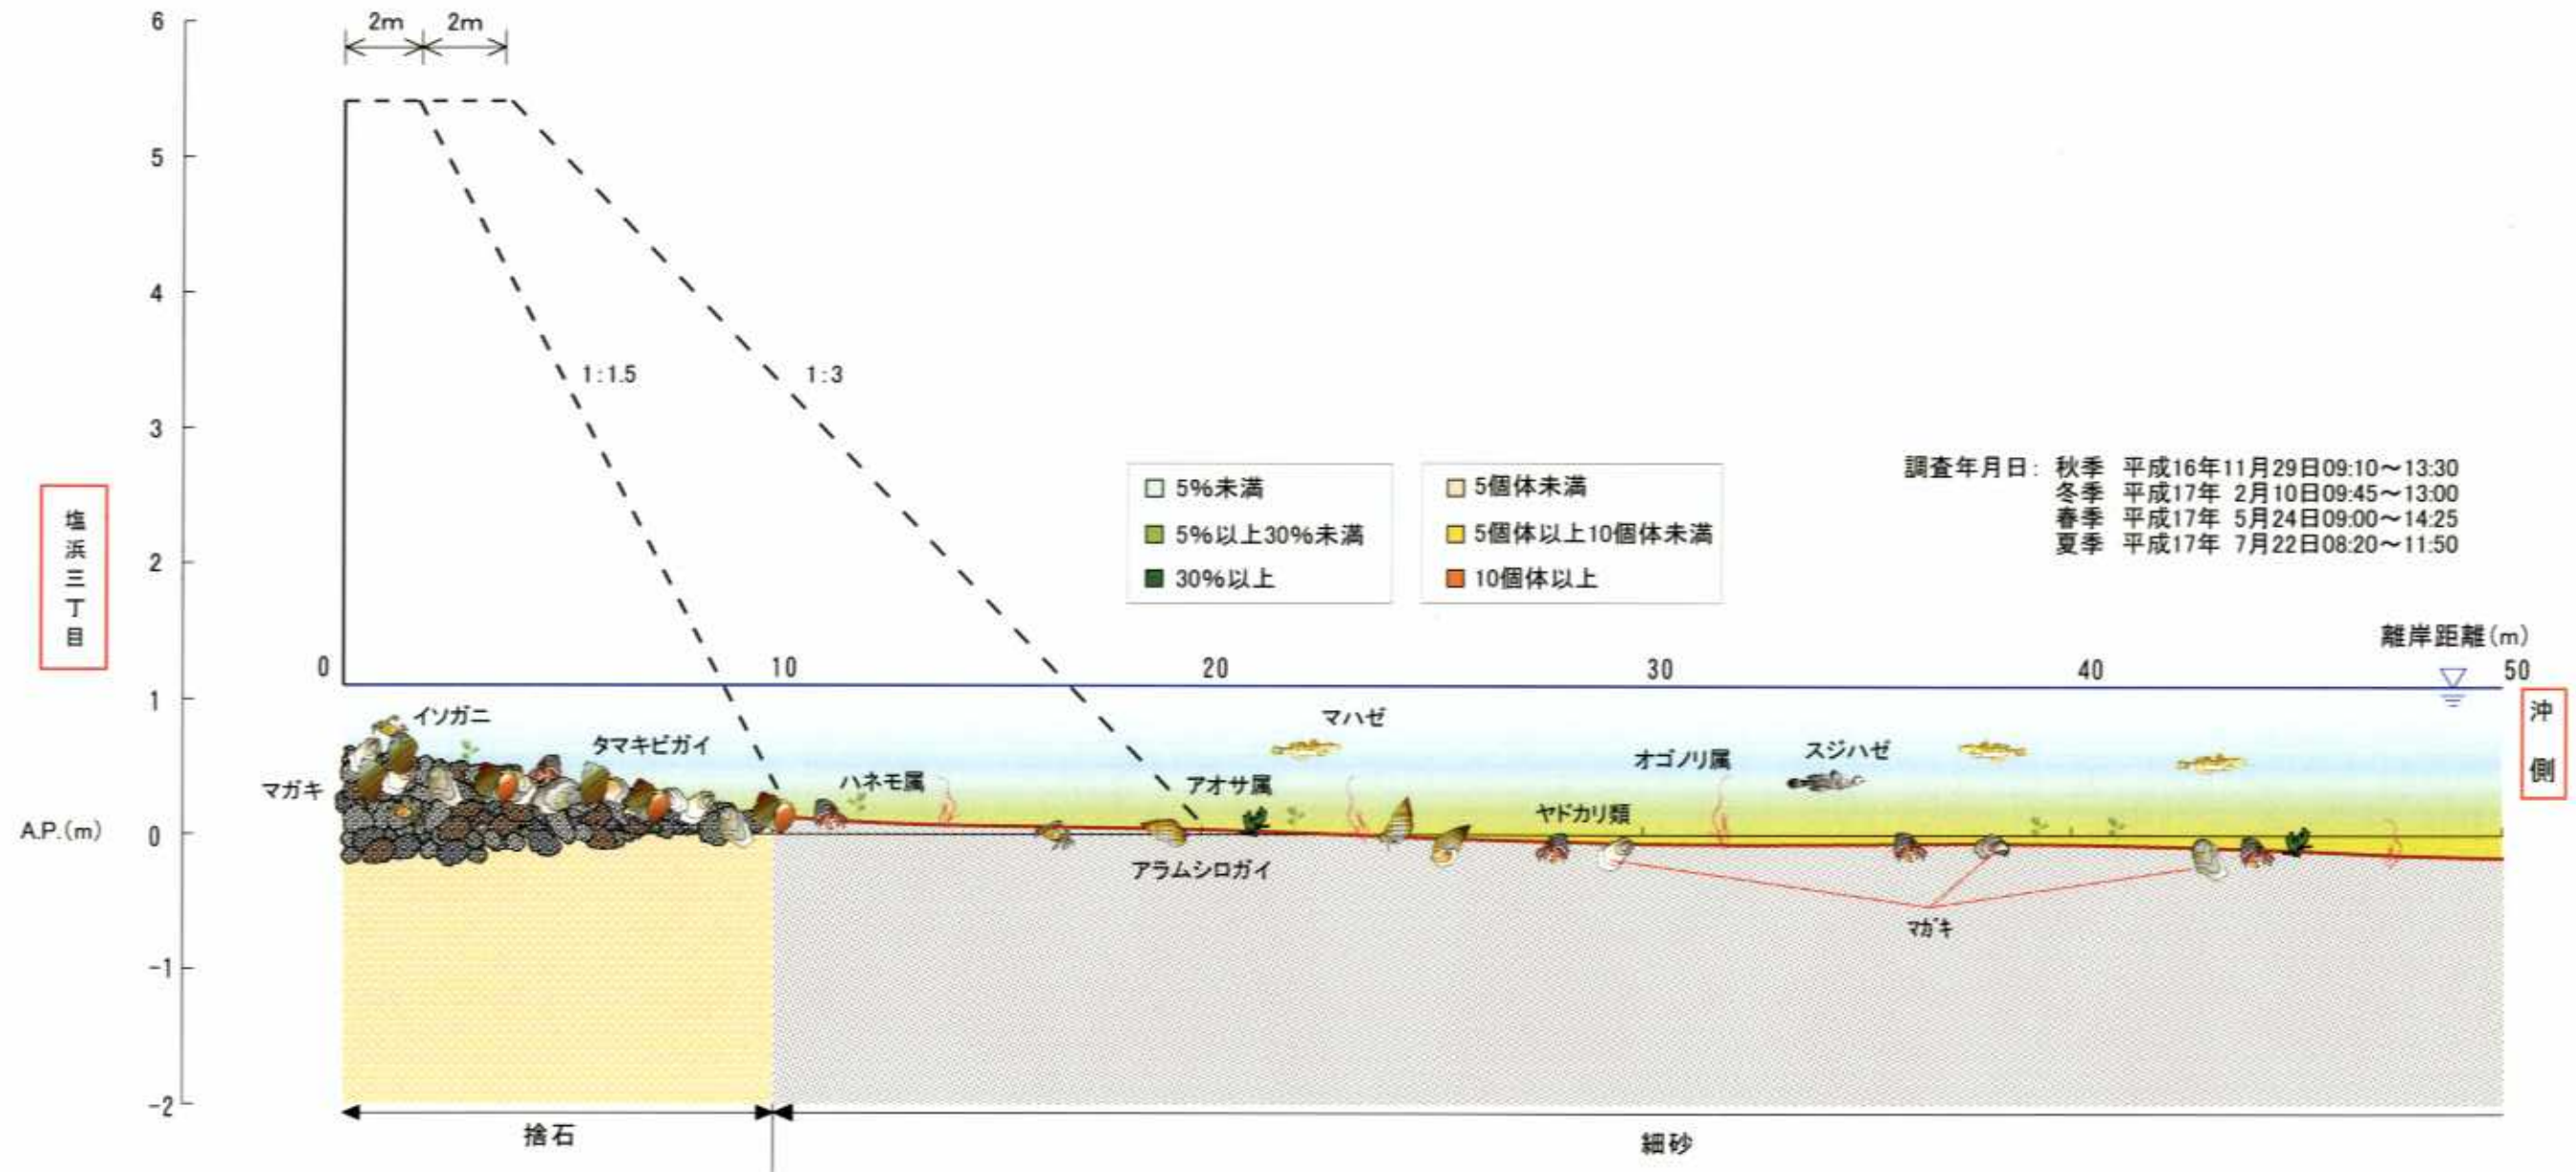 6
5
4
3
2
1
0
-1
-2
A.P.(m)
2m 2m
1:1.5
1:3
塩浜三丁目
5%未満
5%以上30%未満
30%以上
5個体未満
5個体以上10個体未満
10個体以上
調査年月日: 秋季 平成16年11月29日09:10～13:30
冬季 平成17年 2月10日09:45～13:00
春季 平成17年 5月24日09:00～14:25
夏季 平成17年 7月22日08:20～11:50
離岸距離(m)
0 10 20 30 40 50
沖側
イソガニ
タマキビガイ
マガキ
ハネモ属
マハゼ
アオサ属
オゴノリ属
スジハゼ
ヤドカリ類
アラムシロガイ
マガキ
捨石
細砂